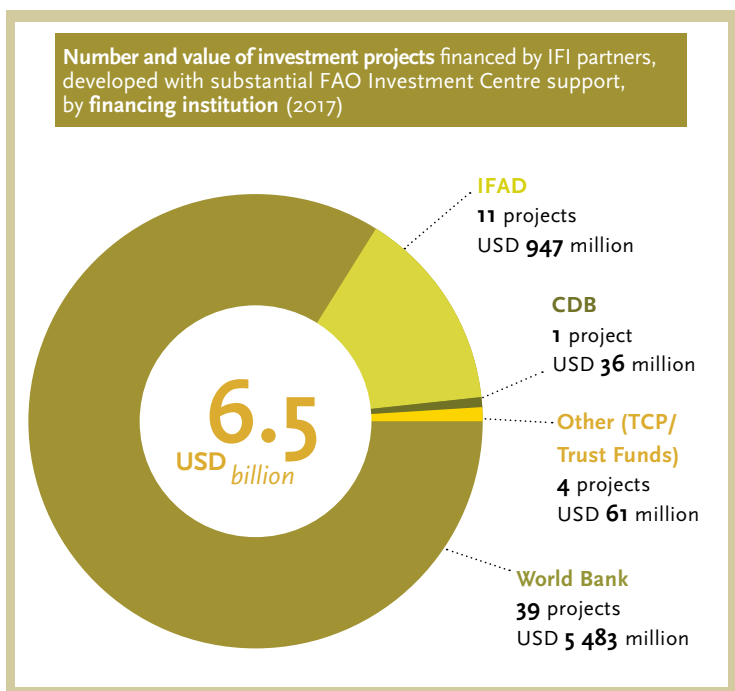 Number and value of investment projects financed by IFI partners,
developed with substantial FAO Investment Centre support,
by financing institution (2017)
IFAD
11 projects
USD 947 million
CDB
1 project
USD 36 million
6.5
USD billion
Other (TCP/
Trust Funds)
4 projects
USD 61 million
World Bank
39 projects
USD 5 483 million